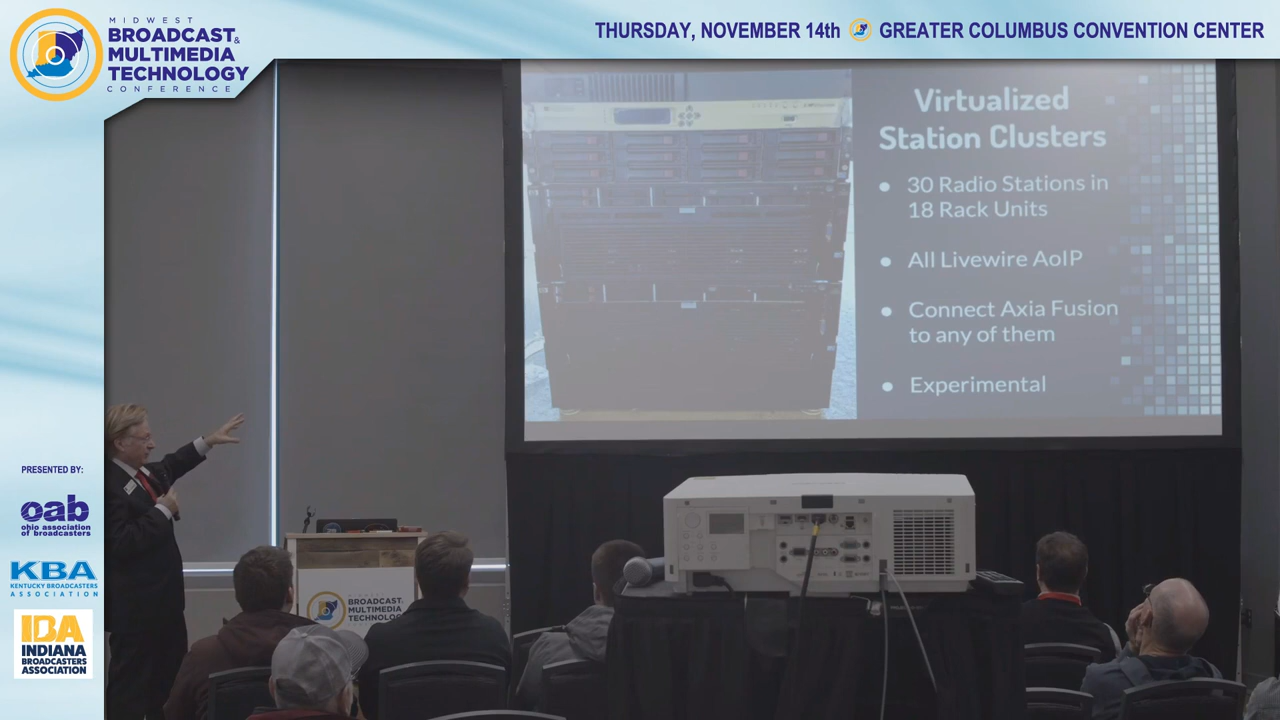 MIDWEST
BROADCAST&
MULTIMEDIA
TECHNOLOGY
CONFERENCE
THURSDAY, NOVEMBER 14th
GREATER COLUMBUS CONVENTION CENTER
Virtualized
Station Clusters
• 30 Radio Stations in
18 Rack Units
• All Livewire AoIP
• Connect Axia Fusion
to any of them
• Experimental
PRESENTED BY:
oab
ohio association
of broadcasters
KBA
KENTUCKY BROADCASTERS
ASSOCIATION
IBA
INDIANA
BROADCASTERS
ASSOCIATION
MIDWEST
BROADCAST&
MULTIMEDIA
TECHNOLOGY